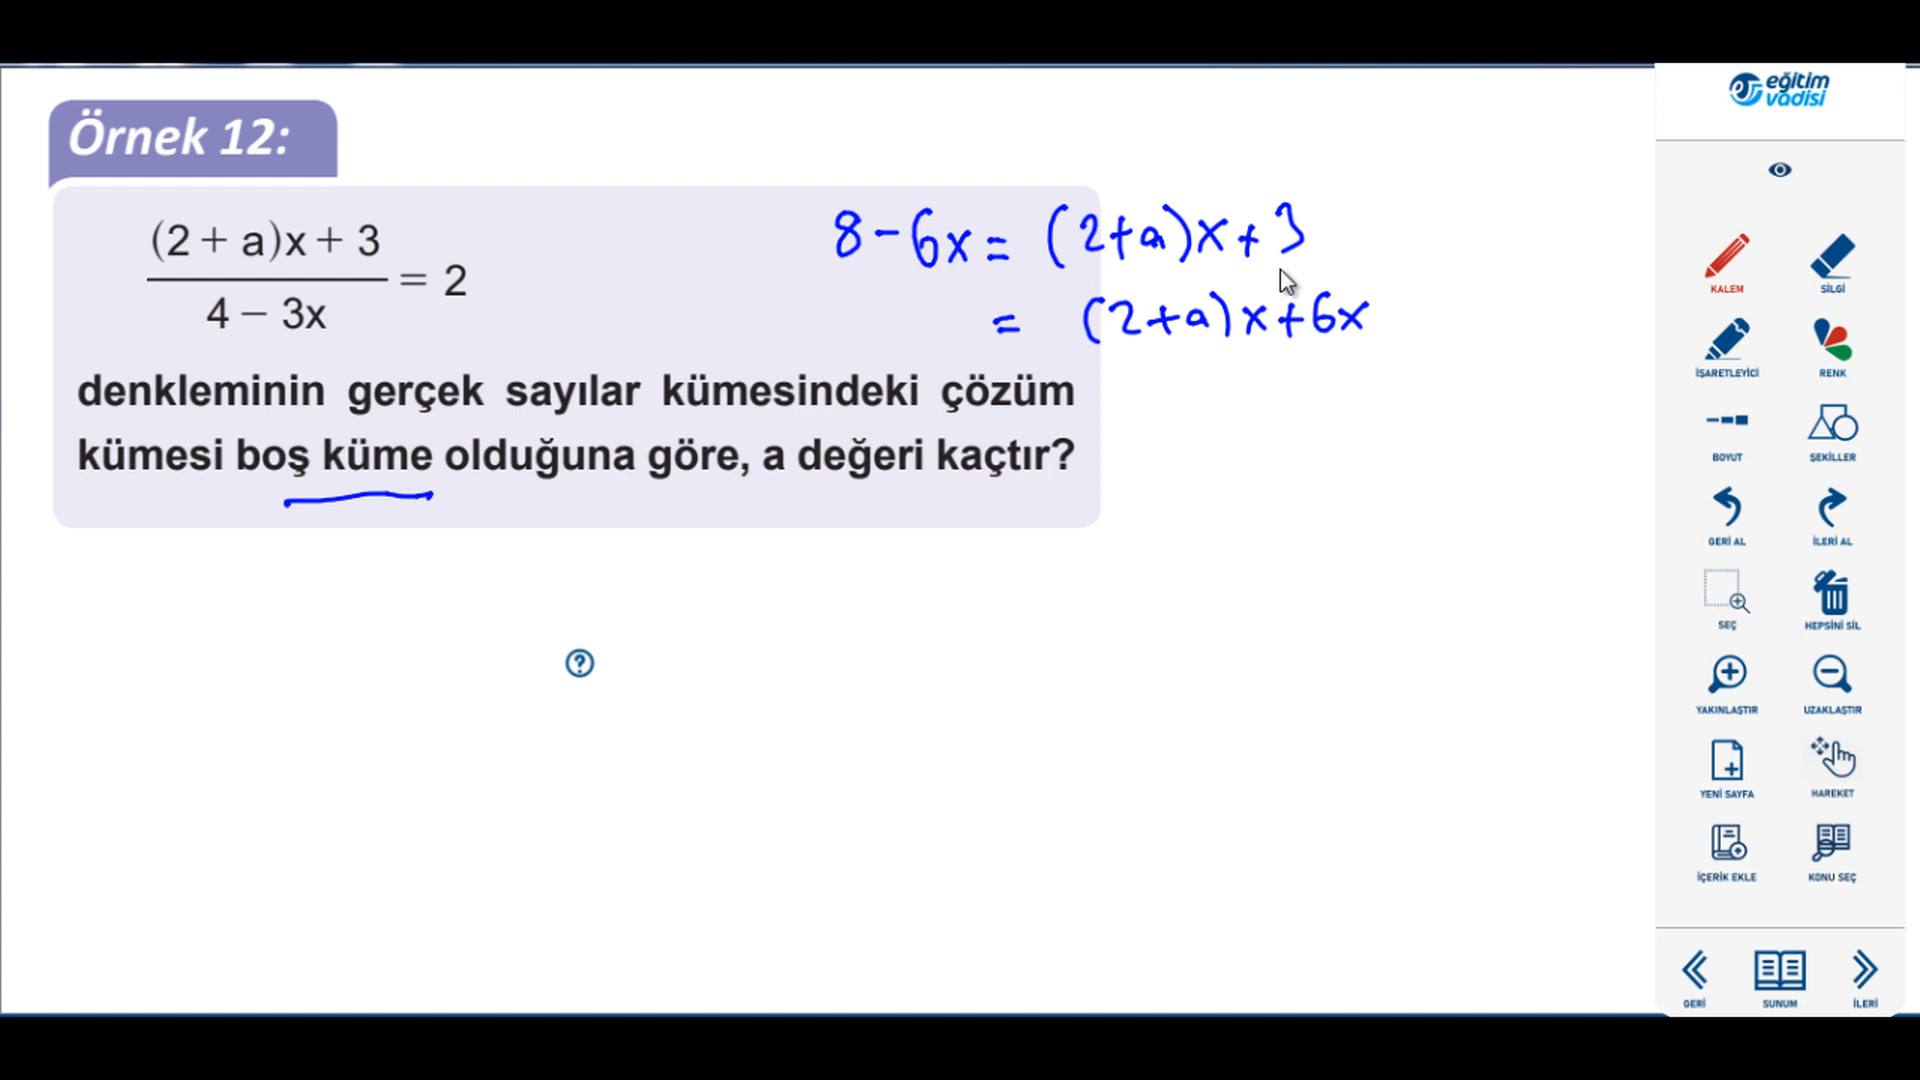 eğitim
vadisi
Örnek 12:
(2 + a)x + 3
4 − 3x
= 2
denkleminin gerçek sayılar kümesindeki çözüm
kümesi boş küme olduğuna göre, a değeri kaçtır?
8 - 6x = (2+a)x + 3
= (2+a)x+6x
?
KALEM
SİLGİ
İŞARETLEYİCİ
RENK
BOYUT
ŞEKİLLER
GERİ AL
İLERİ AL
SEÇ
HEPSİNİ SİL
YAKINLAŞTIR
UZAKLAŞTIR
YENİ SAYFA
HAREKET
İÇERİK EKLE
KONU SEÇ
GERİ
SUNUM
İLERİ